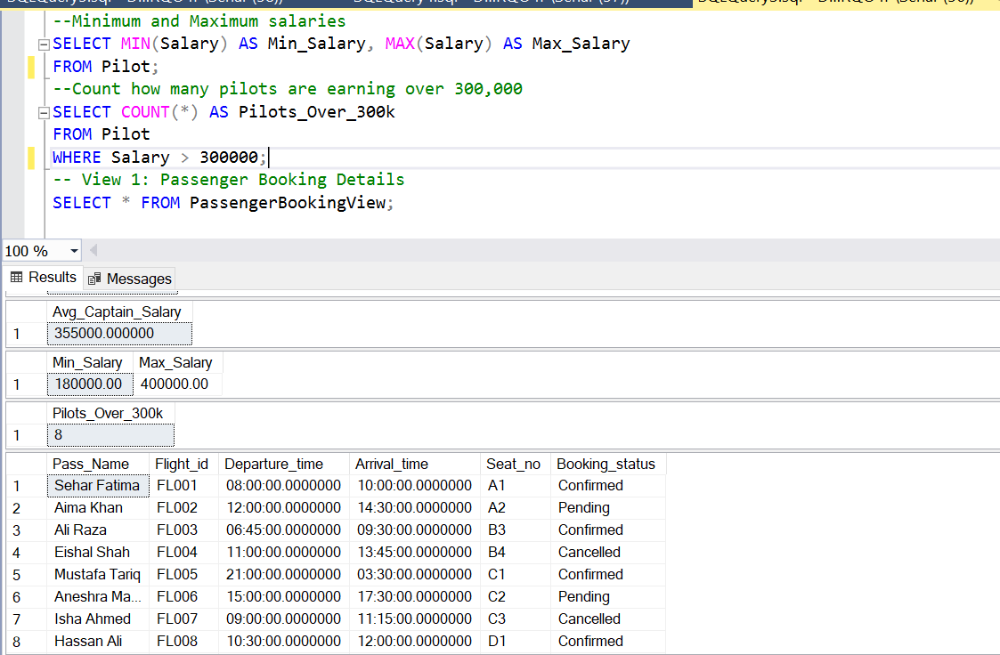 --Minimum and Maximum salaries
SELECT MIN(Salary) AS Min_Salary, MAX(Salary) AS Max_Salary
FROM Pilot;
--Count how many pilots are earning over 300,000
SELECT COUNT(*) AS Pilots_Over_300k
FROM Pilot
WHERE Salary > 300000;
-- View 1: Passenger Booking Details
SELECT * FROM PassengerBookingView;
100 %
Results Messages
Avg_Captain_Salary
1 355000.000000
Min_Salary Max_Salary
1 180000.00 400000.00
Pilots_Over_300k
1 8
Pass_Name Flight_id Departure_time Arrival_time Seat_no Booking_status
1 Sehar Fatima FL001 08:00:00.0000000 10:00:00.0000000 A1 Confirmed
2 Aima Khan FL002 12:00:00.0000000 14:30:00.0000000 A2 Pending
3 Ali Raza FL003 06:45:00.0000000 09:30:00.0000000 B3 Confirmed
4 Eishal Shah FL004 11:00:00.0000000 13:45:00.0000000 B4 Cancelled
5 Mustafa Tariq FL005 21:00:00.0000000 03:30:00.0000000 C1 Confirmed
6 Aneshra Ma... FL006 15:00:00.0000000 17:30:00.0000000 C2 Pending
7 Isha Ahmed FL007 09:00:00.0000000 11:15:00.0000000 C3 Cancelled
8 Hassan Ali FL008 10:30:00.0000000 12:00:00.0000000 D1 Confirmed